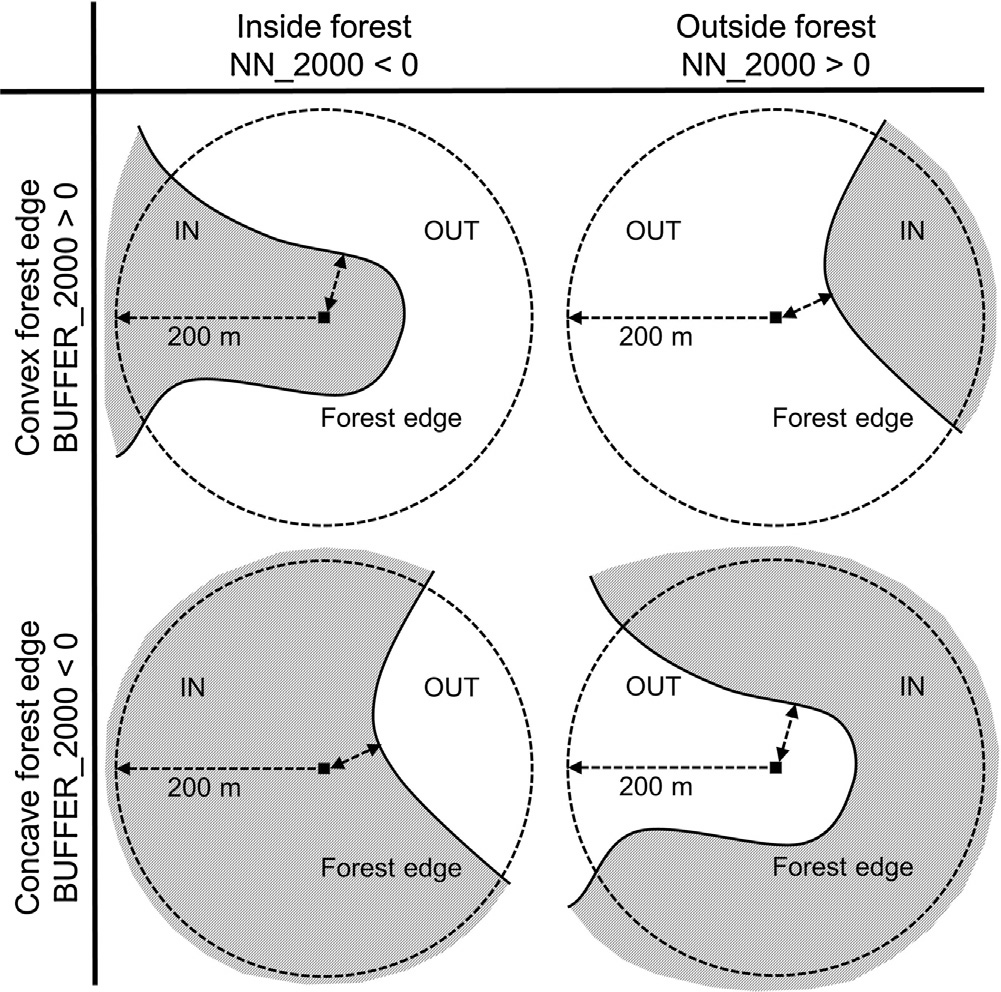 Inside forest
NN_2000 < 0
Outside forest
NN_2000 > 0
Convex forest edge
BUFFER_2000 > 0
IN
OUT
200 m
Forest edge
OUT
IN
200 m
Forest edge
Concave forest edge
BUFFER_2000 < 0
IN
OUT
200 m
Forest edge
OUT
IN
200 m
Forest edge